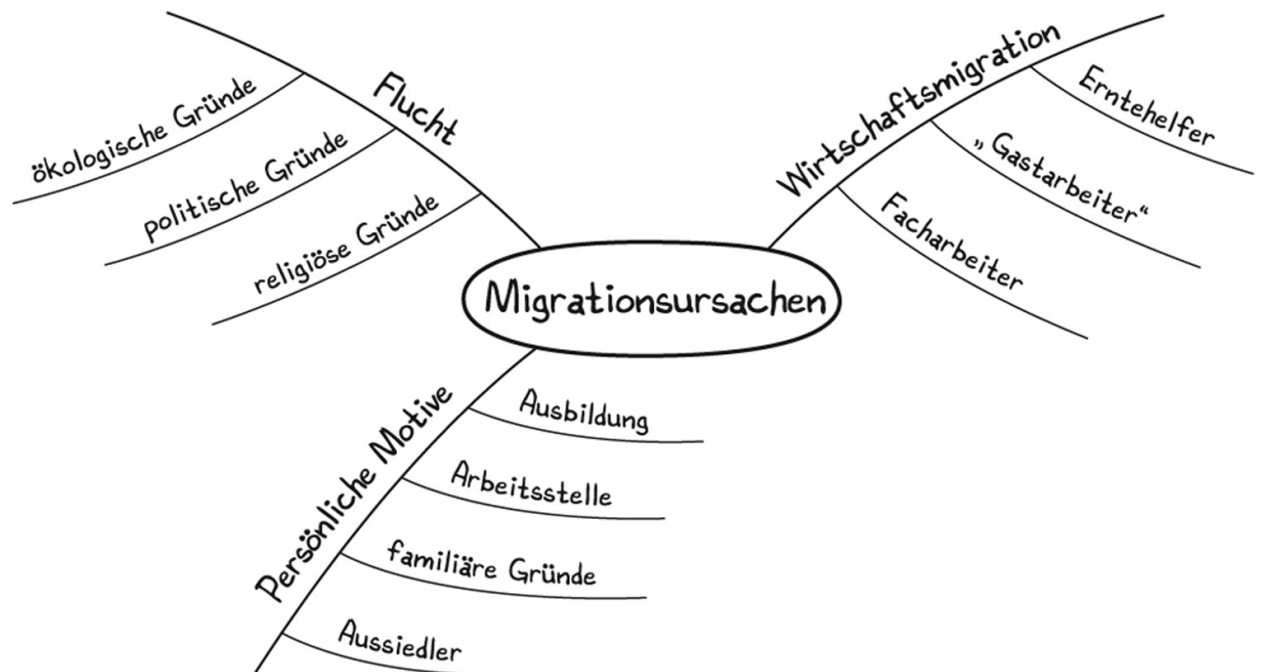 Migrationsursachen
Flucht
ökologische Gründe
politische Gründe
religiöse Gründe
Wirtschaftsmigration
Erntehelfer
„Gastarbeiter“
Facharbeiter
Persönliche Motive
Ausbildung
Arbeitsstelle
familiäre Gründe
Aussiedler